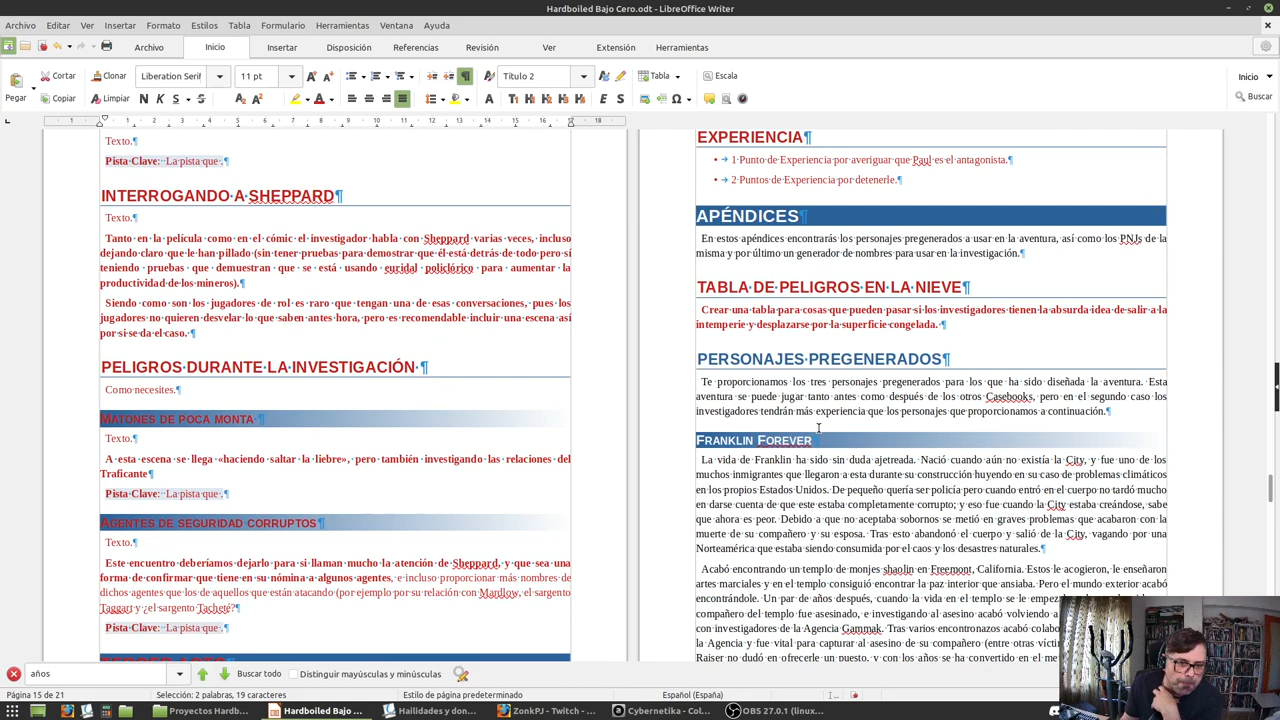 Hardboiled Bajo Cero.odt - LibreOffice Writer
Archivo Editar Ver Insertar Formato Estilos Tabla Formulario Herramientas Ventana Ayuda
Archivo Inicio Insertar Disposición Referencias Revisión Ver Extensión Herramientas
Cortar Clonar Liberation Serif 11 pt Título 2 Tabla Escala Inicio
Pegar Copiar Limpiar Buscar
Texto.¶
Pista·Clave:··La·pista·que·.¶
INTERROGANDO·A·SHEPPARD¶
Texto.¶
Tanto·en·la·película·como·en·el·cómic·el·investigador·habla·con·Sheppard·varias·veces,·incluso
dejando·claro·que·le·han·pillado·(sin·tener·pruebas·para·demostrar·que·él·está·detrás·de·todo·pero·sí
teniendo·pruebas·que·demuestran·que·se·está·usando·euridal·policlórico·para·aumentar·la
productividad·de·los·mineros).¶
Siendo·como·son·los·jugadores·de·rol·es·raro·que·tengan·una·de·esas·conversaciones,·pues·los
jugadores·no·quieren·desvelar·lo·que·saben·antes·hora,·pero·es·recomendable·incluir·una·escena·así
por·si·se·da·el·caso.·¶
PELIGROS·DURANTE·LA·INVESTIGACIÓN·¶
Como·necesites.¶
Matones·de·poca·monta·¶
Texto.¶
A·esta·escena·se·llega·«haciendo·saltar·la·liebre»,·pero·también·investigando·las·relaciones·del
Traficante¶
Pista·Clave:··La·pista·que·.¶
Agentes·de·seguridad·corruptos¶
Texto.¶
Este·encuentro·deberíamos·dejarlo·para·si·llaman·mucho·la·atención·de·Sheppard,·y·que·sea·una
forma·de·confirmar·que·tiene·en·su·nómina·a·algunos·agentes,·e·incluso·proporcionar·más·nombres·de
dichos·agentes·que·los·de·aquellos·que·están·atacando·(por·ejemplo·por·su·relación·con·Mardlow,·el·sargento
Taggart·y·¿el·sargento·Tacheté?¶
Pista·Clave:··La·pista·que·.¶
TERCER·ACTO¶
EXPERIENCIA¶
• 1·Punto·de·Experiencia·por·averiguar·que·Paul·es·el·antagonista.¶
• 2·Puntos·de·Experiencia·por·detenerle.¶
APÉNDICES¶
En·estos·apéndices·encontrarás·los·personajes·pregenerados·a·usar·en·la·aventura,·así·como·los·PNJs·de·la
misma·y·por·último·un·generador·de·nombres·para·usar·en·la·investigación.¶
TABLA·DE·PELIGROS·EN·LA·NIEVE¶
Crear·una·tabla·para·cosas·que·pueden·pasar·si·los·investigadores·tienen·la·absurda·idea·de·salir·a·la
intemperie·y·desplazarse·por·la·superficie·congelada.·¶
PERSONAJES·PREGENERADOS¶
Te·proporcionamos·los·tres·personajes·pregenerados·para·los·que·ha·sido·diseñada·la·aventura.·Esta
aventura·se·puede·jugar·tanto·antes·como·después·de·los·otros·Casebooks,·pero·en·el·segundo·caso·los
investigadores·tendrán·más·experiencia·que·los·personajes·que·proporcionamos·a·continuación.¶
Franklin Forever¶
La·vida·de·Franklin·ha·sido·sin·duda·ajetreada.·Nació·cuando·aún·no·existía·la·City,·y·fue·uno·de·los
muchos·inmigrantes·que·llegaron·a·esta·durante·su·construcción·huyendo·en·su·caso·de·problemas·climáticos
en·los·propios·Estados·Unidos.·De·pequeño·quería·ser·policía·pero·cuando·entró·en·el·cuerpo·no·tardó·mucho
en·darse·cuenta·de·que·este·estaba·completamente·corrupto;·y·eso·fue·cuando·la·City·estaba·creándose,·sabe
que·ahora·es·peor.·Debido·a·que·no·aceptaba·sobornos·se·metió·en·graves·problemas·que·acabaron·con·la
muerte·de·su·compañero·y·su·esposa.·Tras·esto·abandonó·el·cuerpo·y·salió·de·la·City,·vagando·por·una
Norteamérica·que·estaba·siendo·consumida·por·el·caos·y·los·desastres·naturales.¶
Acabó·encontrando·un·templo·de·monjes·shaolin·en·Freemont,·California.·Estos·le·acogieron,·le·enseñaron
artes·marciales·y·en·el·templo·consiguió·encontrar·la·paz·interior·que·ansiaba.·Pero·el·mundo·exterior·acabó
encontrándole.·Un·par·de·años·después,·cuando·la·vida·en·el·templo·se·le
compañero·del·templo·fue·asesinado,·e·investigando·al·asesino·acabó·volviendo·a
con·investigadores·de·la·Agencia·Gammak.·Tras·varios·encontronazos·acabó
la·Agencia·y·fue·vital·para·capturar·al·asesino·de·su·compañero·(entre·otras
Raiser·no·dudó·en·ofrecerle·un·puesto,·y·con·los·años·se·ha·convertido·en·el
años Buscar todo Distinguir mayúsculas y minúsculas
Página 15 de 21 Selección: 2 palabras, 19 caracteres Estilo de página predeterminado Español (España)
Proyectos Hardb... Hardboiled Bajo ... Hailidades y don... ZonkPJ - Twitch - ... Cybernetika - Col... OBS 27.0.1 (linux...